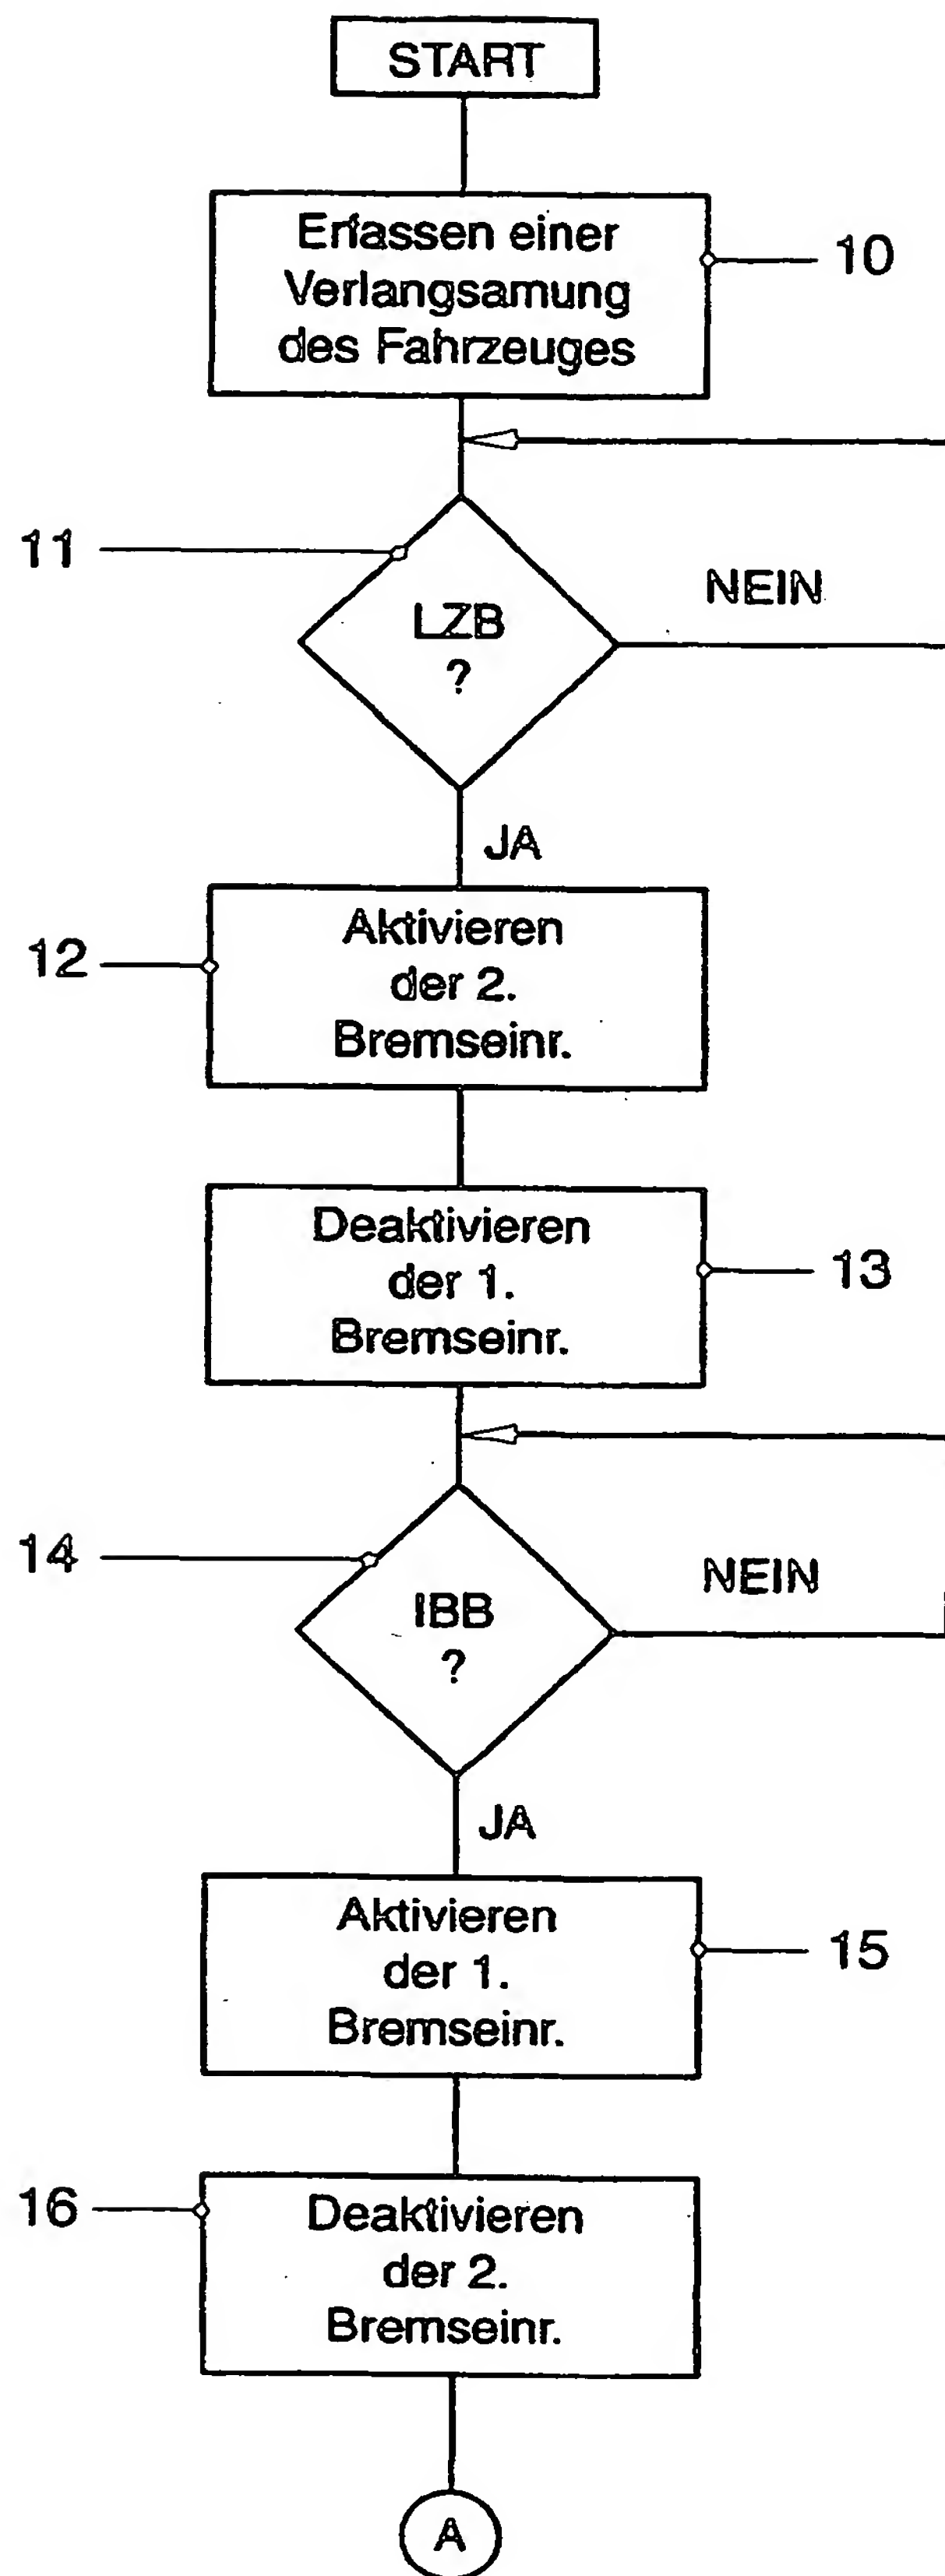 START
Erfassen einer
Verlangsamung
des Fahrzeuges
10
11
LZB
?
NEIN
JA
12
Aktivieren
der 2.
Bremseinr.
Deaktivieren
der 1.
Bremseinr.
13
14
IBB
?
NEIN
JA
Aktivieren
der 1.
Bremseinr.
15
16
Deaktivieren
der 2.
Bremseinr.
A